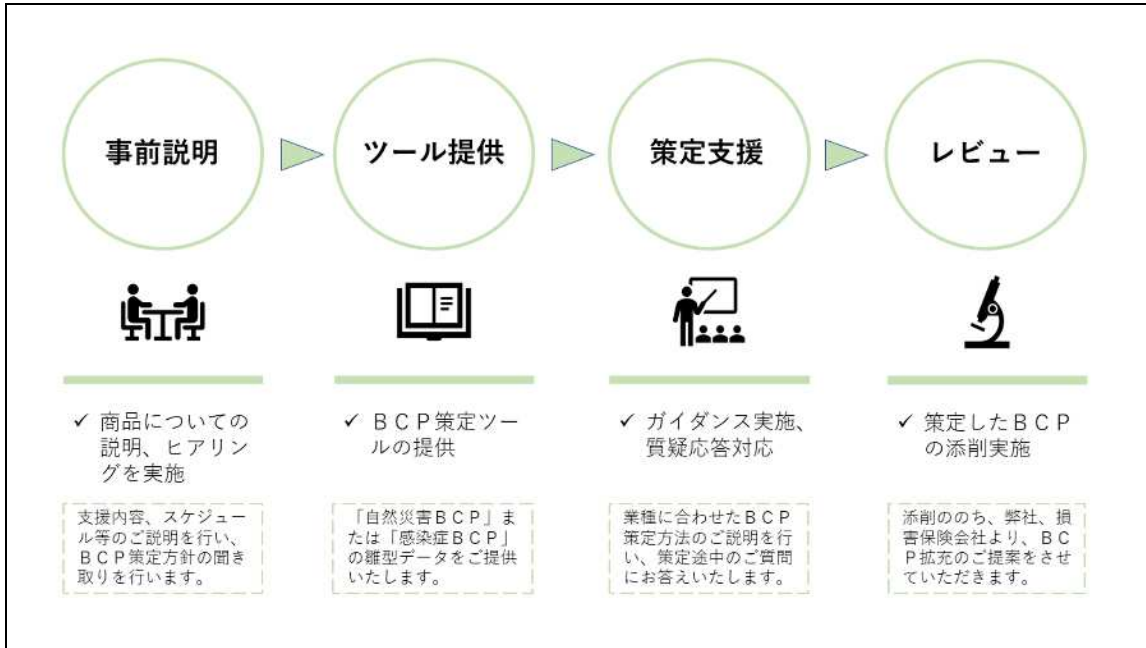 事前説明
ツール提供
策定支援
レビュー
✓ 商品についての
説明、ヒアリン
グを実施
✓ BCP策定ツー
ルの提供
✓ ガイダンス実施、
質疑応答対応
✓ 策定したBCP
の添削実施
支援内容、スケジュー
ル等のご説明を行い、
BCP策定方針の聞き
取りを行います。
「自然災害BCP」ま
たは「感染症BCP」
の雛型データをご提供
いたします。
業種に合わせたBCP
策定方法のご説明を行
い、策定途中のご質問
にお答えいたします。
添削ののち、弊社、損
害保険会社より、BC
P拡充のご提案をさせ
ていただきます。